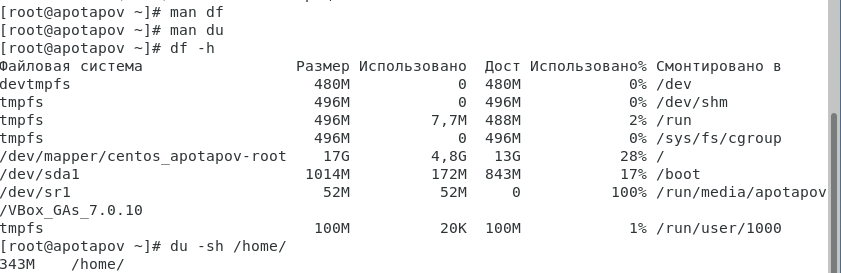 [root@apotapov ~]# man df
[root@apotapov ~]# man du
[root@apotapov ~]# df -h
Файловая система Размер Использовано Дост Использовано% Смонтировано в
devtmpfs 480M 0 480M 0% /dev
tmpfs 496M 0 496M 0% /dev/shm
tmpfs 496M 7,7M 488M 2% /run
tmpfs 496M 0 496M 0% /sys/fs/cgroup
/dev/mapper/centos_apotapov-root 17G 4,8G 13G 28% /
/dev/sda1 1014M 172M 843M 17% /boot
/dev/sr1 52M 52M 0 100% /run/media/apotapov
/VBox_GAs_7.0.10
tmpfs 100M 20K 100M 1% /run/user/1000
[root@apotapov ~]# du -sh /home/
343M /home/